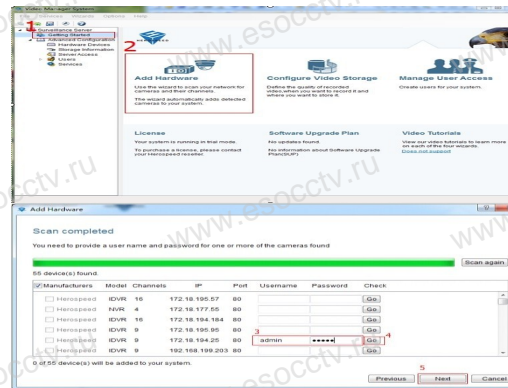 Video Manager System
File Services Wizards Options Help
1
Surveillance Server
Getting Started
Advanced Configuration
Hardware Devices
Storage Information
Server Access
Users
Services
2
Add Hardware
Use the wizard to scan your network for
cameras and their channels.
The wizard automatically adds detected
cameras to your system.
Configure Video Storage
Define the quality of recorded
video,when you want to record it and
where you want to store it.
Manage User Access
Create users for your system.
License
Your system is running in trial mode.
To purchase a license, please contact
your Herospeed reseller.
Software Upgrade Plan
No updates found.
No information about Software Upgrade
Plan(SUP)
Video Tutorials
View our video tutorials to learn more
on each of the four wizards.
Does not support
www.esocctv.ru
Add Hardware
Scan completed
You need to provide a user name and password for one or more of the cameras found
Scan again
55 device(s) found.
Manufacturers Model Channels IP Port Username Password Check
Herospeed IDVR 16 172.18.195.57 80 Go
Herospeed NVR 4 172.18.177.55 80 Go
Herospeed IDVR 16 172.18.194.184 80 Go
Herospeed IDVR 9 172.18.195.95 80 Go
3
Herospeed IDVR 9 172.18.194.25 80 admin ••••• Go 4
Herospeed IDVR 9 192.168.199.203 80 Go
0 of 55 device(s) will be added to your system.
5
Previous Next Cancel